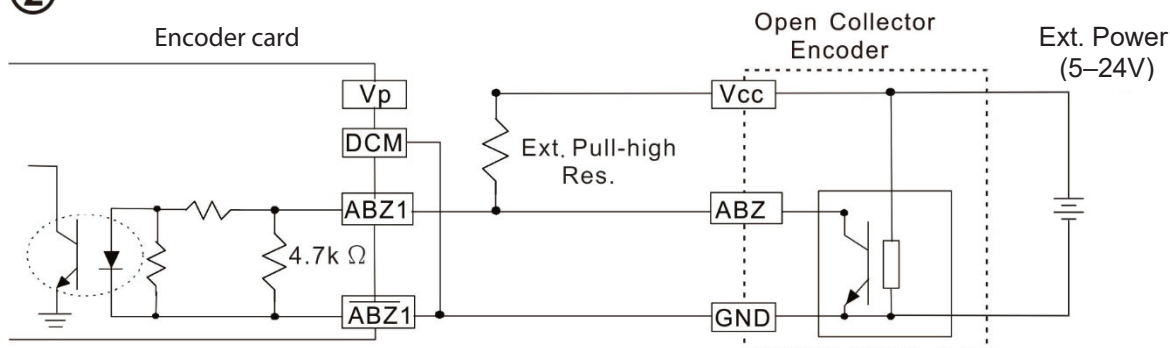 ②
Encoder card
Open Collector
Encoder
Ext. Power
(5–24V)
Vp
Vcc
DCM
Ext. Pull-high
Res.
ABZ1
ABZ
4.7k Ω
A̅B̅Z̅1
GND